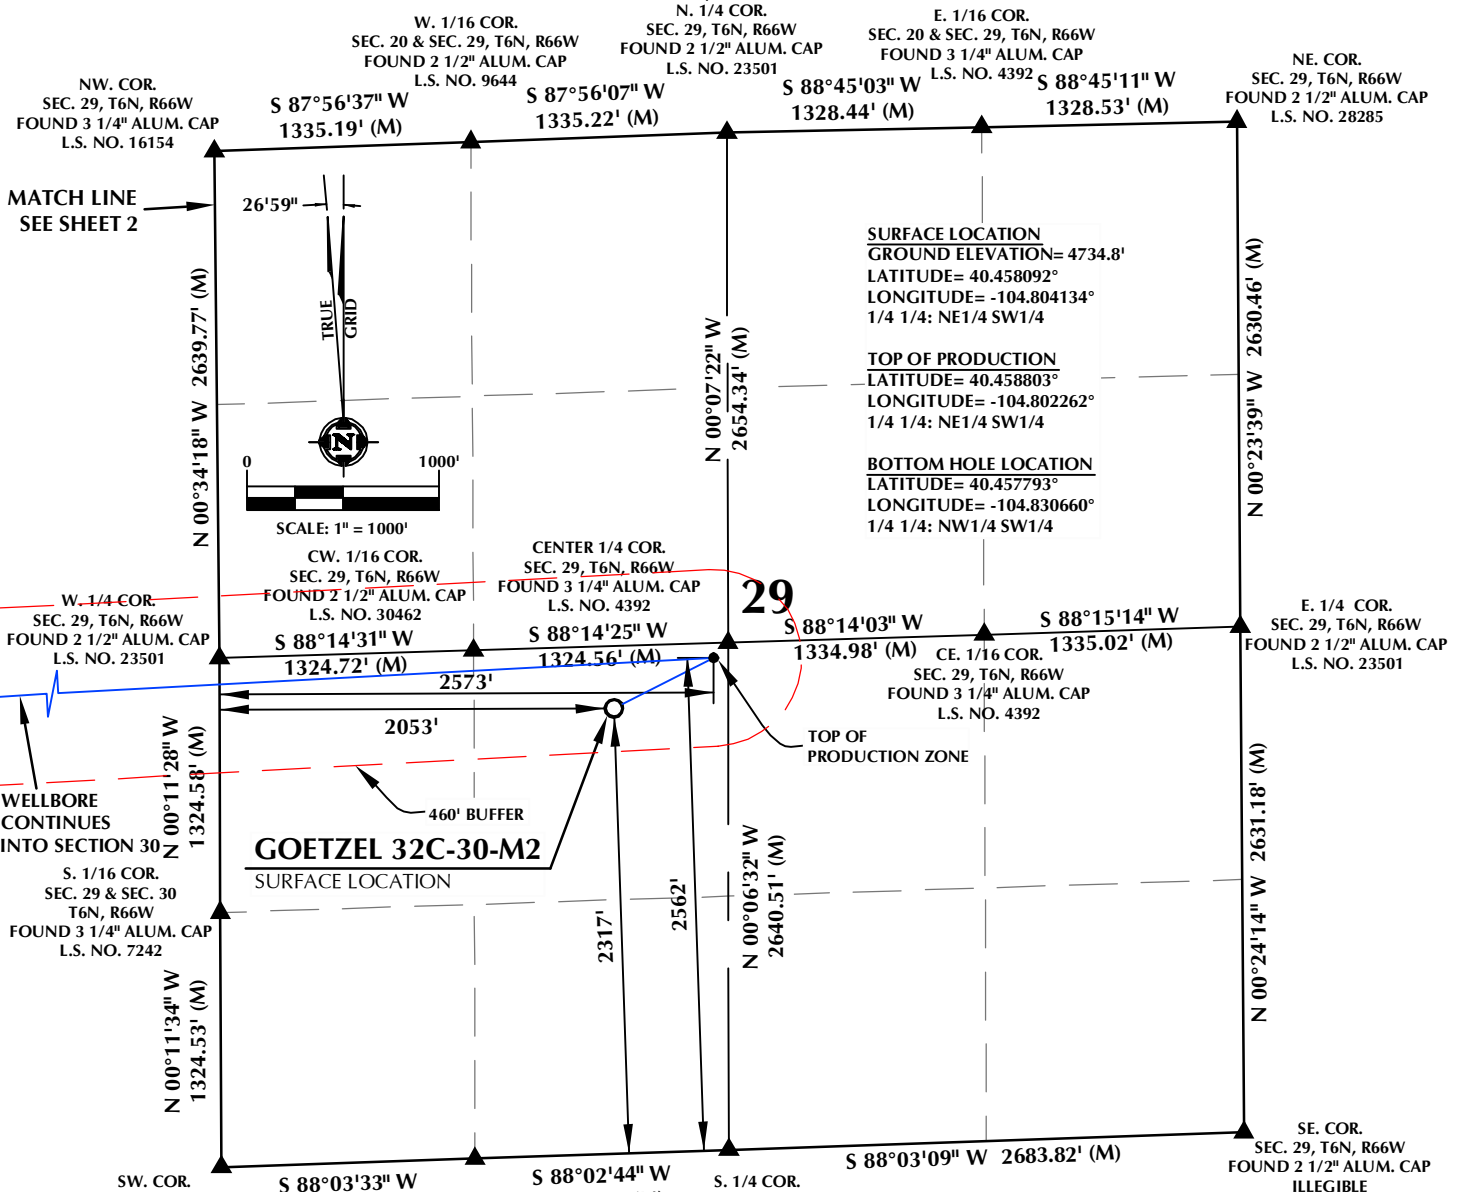 W. 1/16 COR.
SEC. 20 & SEC. 29, T6N, R66W
FOUND 2 1/2" ALUM. CAP
L.S. NO. 9644
N. 1/4 COR.
SEC. 29, T6N, R66W
FOUND 2 1/2" ALUM. CAP
L.S. NO. 23501
E. 1/16 COR.
SEC. 20 & SEC. 29, T6N, R66W
FOUND 3 1/4" ALUM. CAP
L.S. NO. 4392
NE. COR.
SEC. 29, T6N, R66W
FOUND 2 1/2" ALUM. CAP
L.S. NO. 28285
NW. COR.
SEC. 29, T6N, R66W
FOUND 3 1/4" ALUM. CAP
L.S. NO. 16154
S 87°56'37" W
1335.19' (M)
S 87°56'07" W
1335.22' (M)
S 88°45'03" W
1328.44' (M)
S 88°45'11" W
1328.53' (M)
MATCH LINE
SEE SHEET 2
26'59"
TRUE
GRID
N
0 1000'
SCALE: 1" = 1000'
N 00°34'18" W 2639.77' (M)
N 00°07'22" W
2654.34' (M)
SURFACE LOCATION
GROUND ELEVATION= 4734.8'
LATITUDE= 40.458092°
LONGITUDE= -104.804134°
1/4 1/4: NE1/4 SW1/4
TOP OF PRODUCTION
LATITUDE= 40.458803°
LONGITUDE= -104.802262°
1/4 1/4: NE1/4 SW1/4
BOTTOM HOLE LOCATION
LATITUDE= 40.457793°
LONGITUDE= -104.830660°
1/4 1/4: NW1/4 SW1/4
N 00°23'39" W 2630.46' (M)
W. 1/4 COR.
SEC. 29, T6N, R66W
FOUND 2 1/2" ALUM. CAP
L.S. NO. 23501
CW. 1/16 COR.
SEC. 29, T6N, R66W
FOUND 2 1/2" ALUM. CAP
L.S. NO. 30462
CENTER 1/4 COR.
SEC. 29, T6N, R66W
FOUND 3 1/4" ALUM. CAP
L.S. NO. 4392
29
E. 1/4 COR.
SEC. 29, T6N, R66W
FOUND 2 1/2" ALUM. CAP
L.S. NO. 23501
S 88°14'31" W
1324.72' (M)
S 88°14'25" W
1324.56' (M)
S 88°14'03" W
1334.98' (M)
S 88°15'14" W
1335.02' (M)
CE. 1/16 COR.
SEC. 29, T6N, R66W
FOUND 3 1/4" ALUM. CAP
L.S. NO. 4392
2573'
2053'
TOP OF
PRODUCTION ZONE
WELLBORE
CONTINUES
INTO SECTION 30
N 00°11'28" W
1324.58' (M)
460' BUFFER
GOETZEL 32C-30-M2
SURFACE LOCATION
S. 1/16 COR.
SEC. 29 & SEC. 30
T6N, R66W
FOUND 3 1/4" ALUM. CAP
L.S. NO. 7242
2317'
2562'
N 00°06'32" W
2640.51' (M)
N 00°24'14" W 2631.18' (M)
N 00°11'34" W
1324.53' (M)
SW. COR.
S 88°03'33" W
S 88°02'44" W
S. 1/4 COR.
S 88°03'09" W 2683.82' (M)
SE. COR.
SEC. 29, T6N, R66W
FOUND 2 1/2" ALUM. CAP
ILLEGIBLE